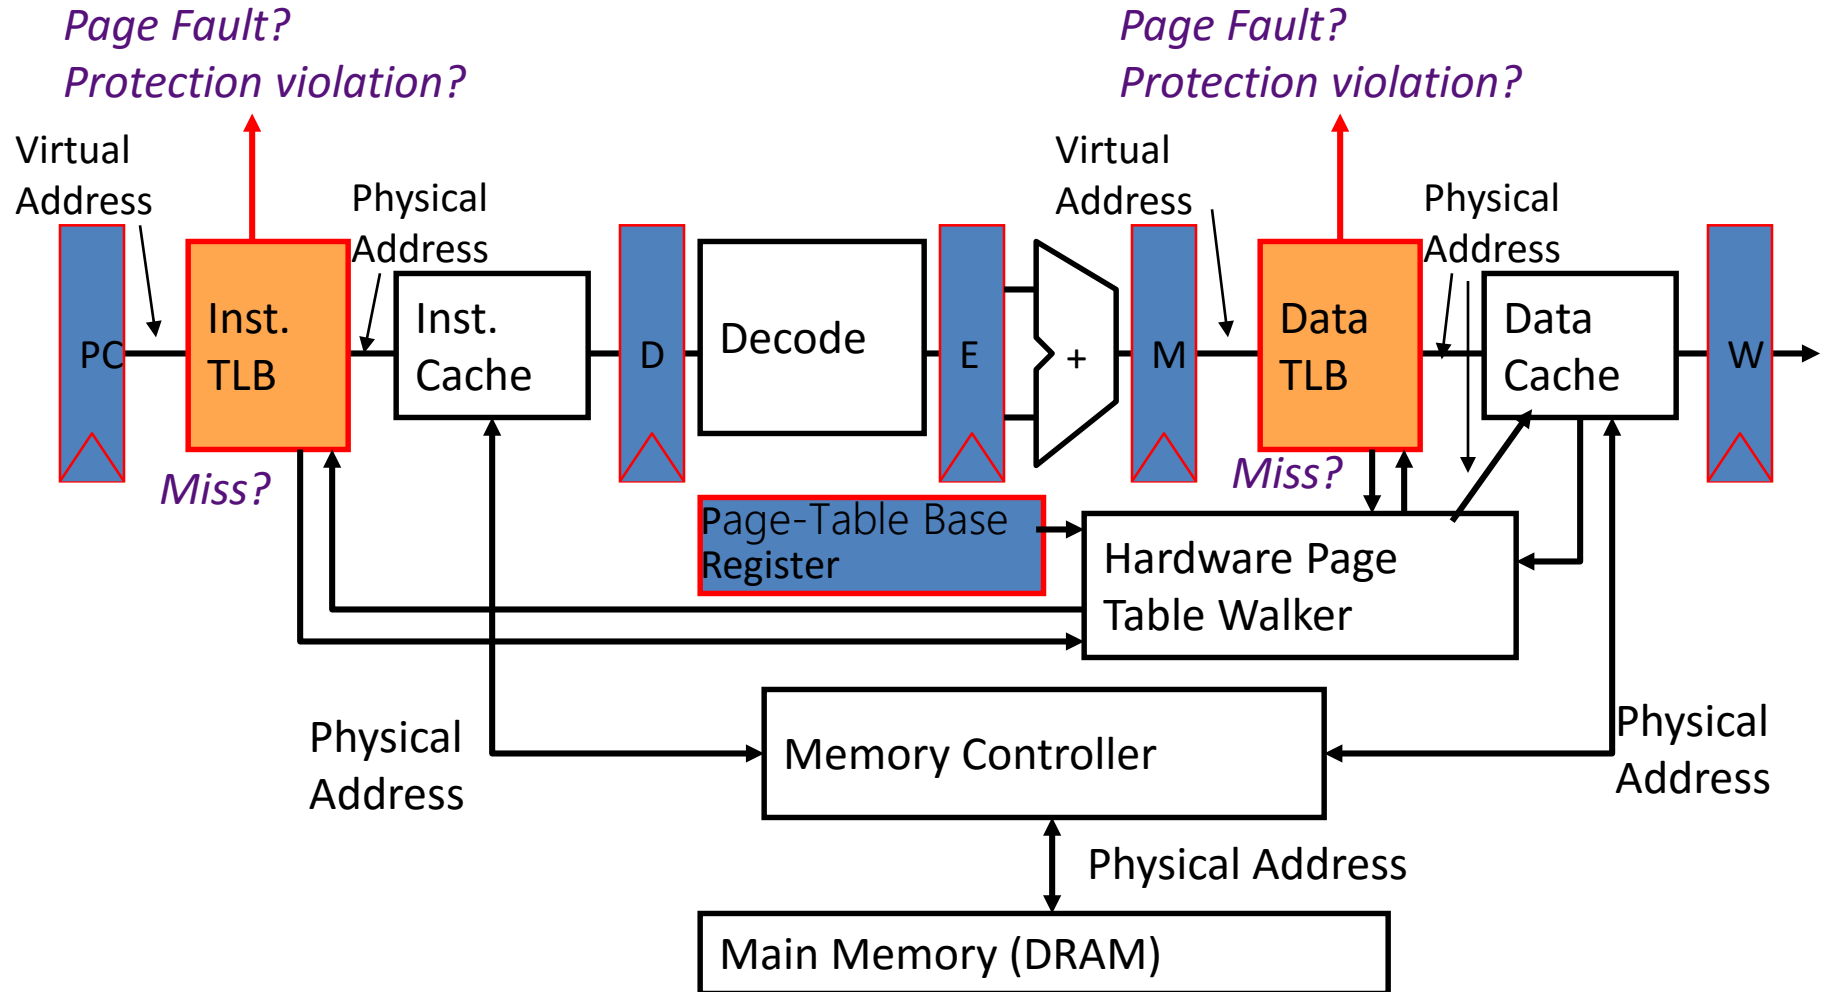 Page Fault?
Protection violation?
Page Fault?
Protection violation?
Virtual
Address
Physical
Address
Virtual
Address
Physical
Address
PC
Inst.
TLB
Inst.
Cache
D
Decode
E
+
M
Data
TLB
Data
Cache
W
Miss?
Miss?
Page-Table Base
Register
Hardware Page
Table Walker
Physical
Address
Memory Controller
Physical
Address
Physical Address
Main Memory (DRAM)